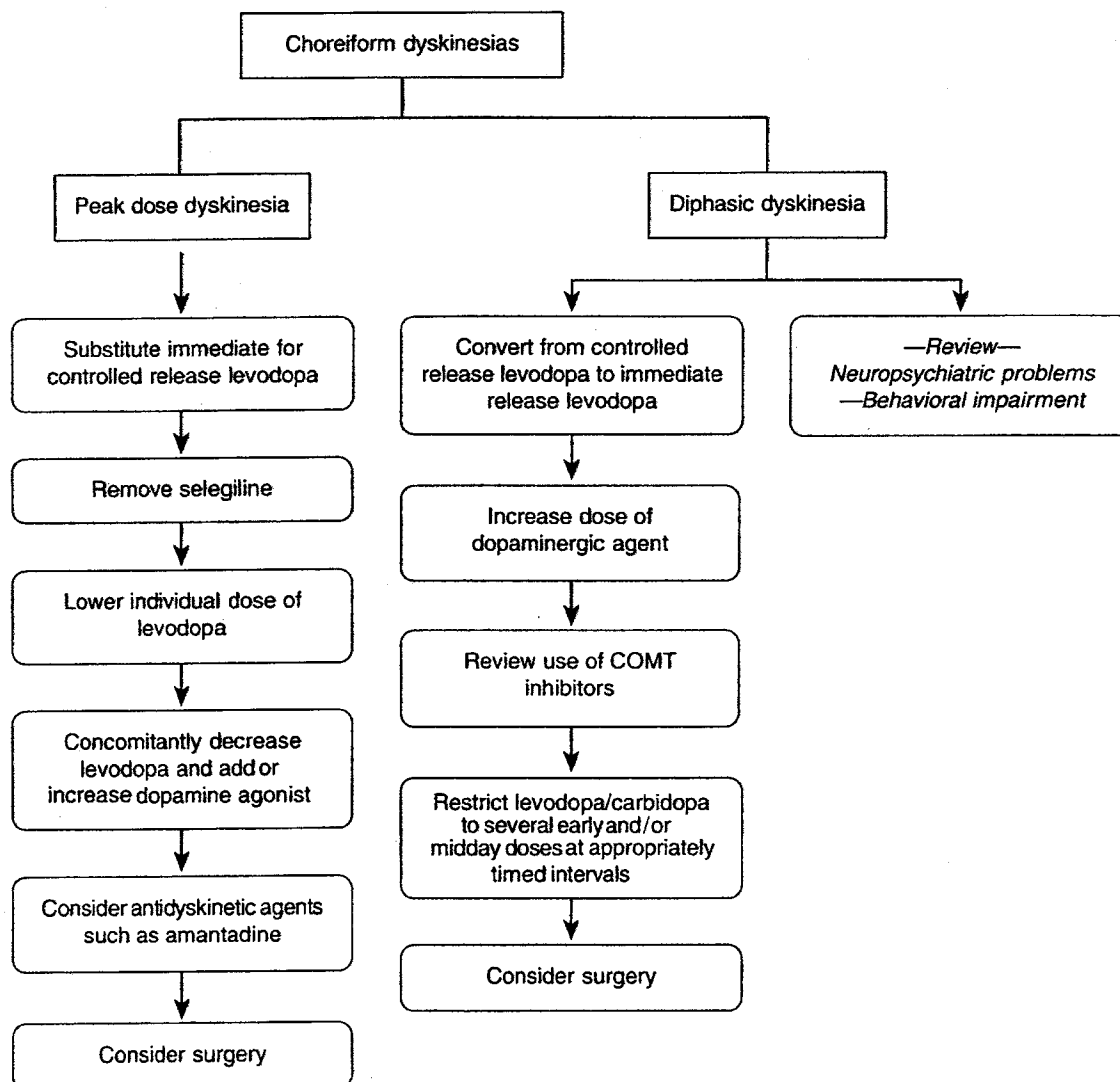 Choreiform dyskinesias
Peak dose dyskinesia
Diphasic dyskinesia
Substitute immediate for
controlled release levodopa
Remove selegiline
Lower individual dose of
levodopa
Concomitantly decrease
levodopa and add or
increase dopamine agonist
Consider antidyskinetic agents
such as amantadine
Consider surgery
Convert from controlled
release levodopa to immediate
release levodopa
Increase dose of
dopaminergic agent
Review use of COMT
inhibitors
Restrict levodopa/carbidopa
to several early and/or
midday doses at appropriately
timed intervals
Consider surgery
—Review—
Neuropsychiatric problems
—Behavioral impairment